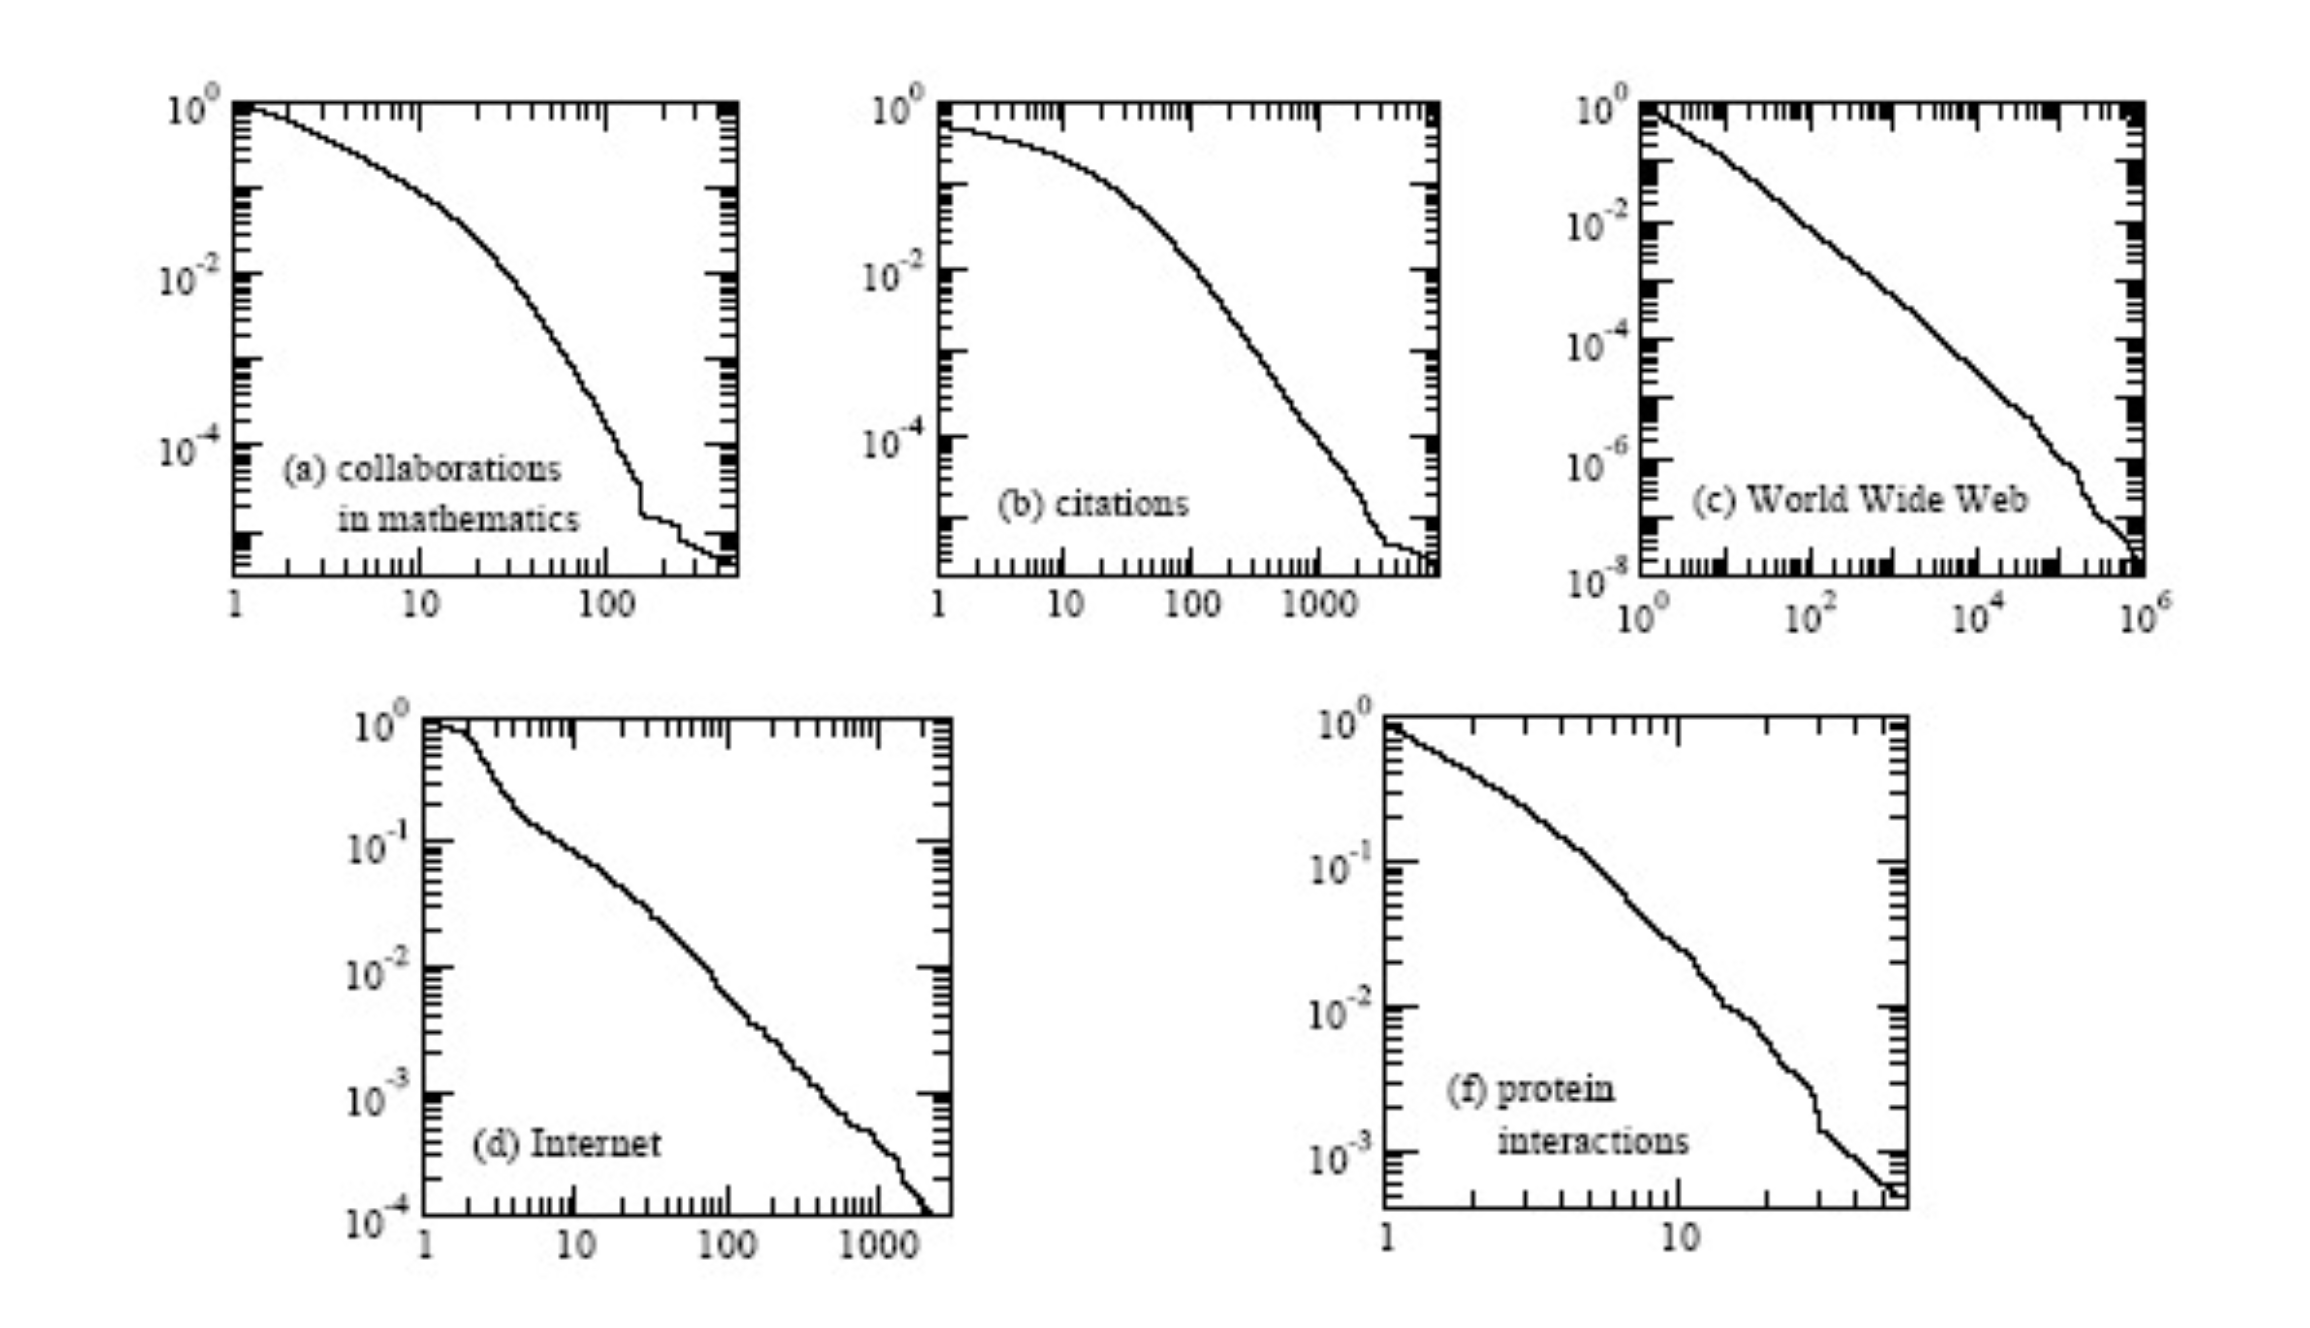 10^0
10^-2
10^-4
(a) collaborations
in mathematics
1 10 100
10^0
10^-2
10^-4
(b) citations
1 10 100 1000
10^0
10^-2
10^-4
10^-6
10^-8
(c) World Wide Web
10^0 10^2 10^4 10^6
10^0
10^-1
10^-2
10^-3
10^-4
(d) Internet
1 10 100 1000
10^0
10^-1
10^-2
10^-3
(f) protein
interactions
1 10